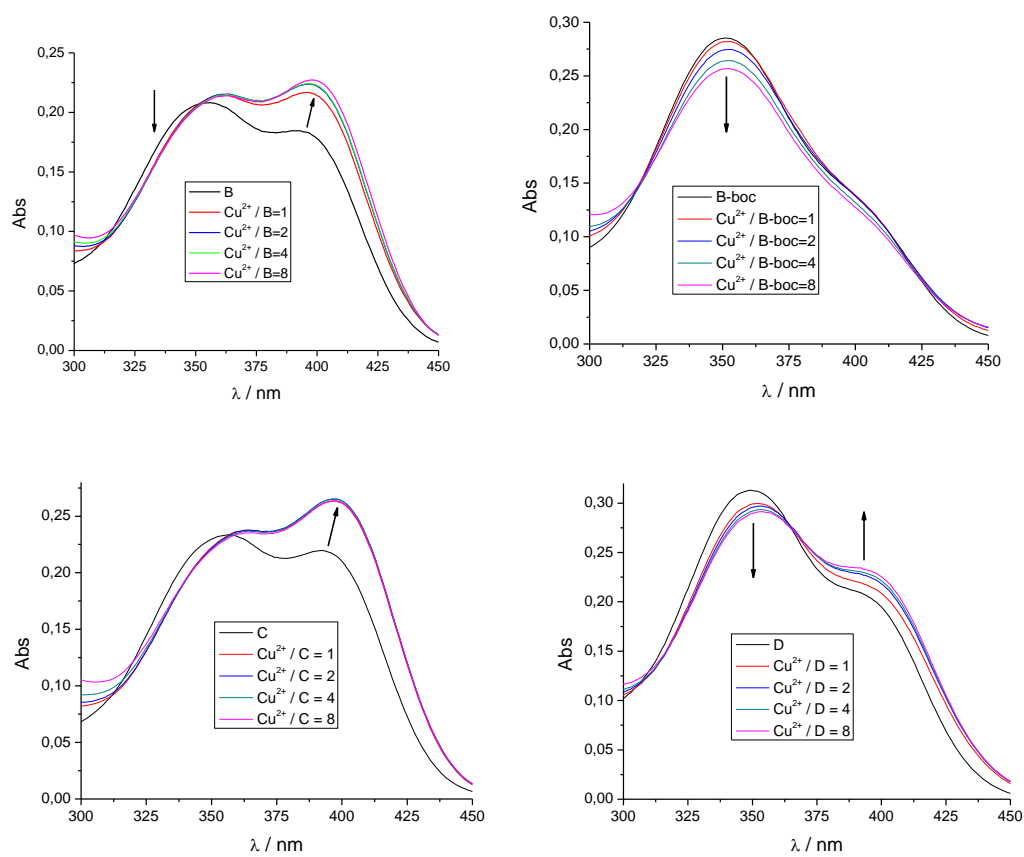 0,25
0,20
0,15
0,10
0,05
0,00
Abs
300 325 350 375 400 425 450
λ / nm
B
Cu²⁺ / B=1
Cu²⁺ / B=2
Cu²⁺ / B=4
Cu²⁺ / B=8
0,30
0,25
0,20
0,15
0,10
0,05
0,00
Abs
300 325 350 375 400 425 450
λ / nm
B-boc
Cu²⁺ / B-boc=1
Cu²⁺ / B-boc=2
Cu²⁺ / B-boc=4
Cu²⁺ / B-boc=8
0,25
0,20
0,15
0,10
0,05
0,00
Abs
300 325 350 375 400 425 450
λ / nm
C
Cu²⁺ / C = 1
Cu²⁺ / C = 2
Cu²⁺ / C = 4
Cu²⁺ / C = 8
0,30
0,25
0,20
0,15
0,10
0,05
0,00
Abs
300 325 350 375 400 425 450
λ / nm
D
Cu²⁺ / D = 1
Cu²⁺ / D = 2
Cu²⁺ / D = 4
Cu²⁺ / D = 8